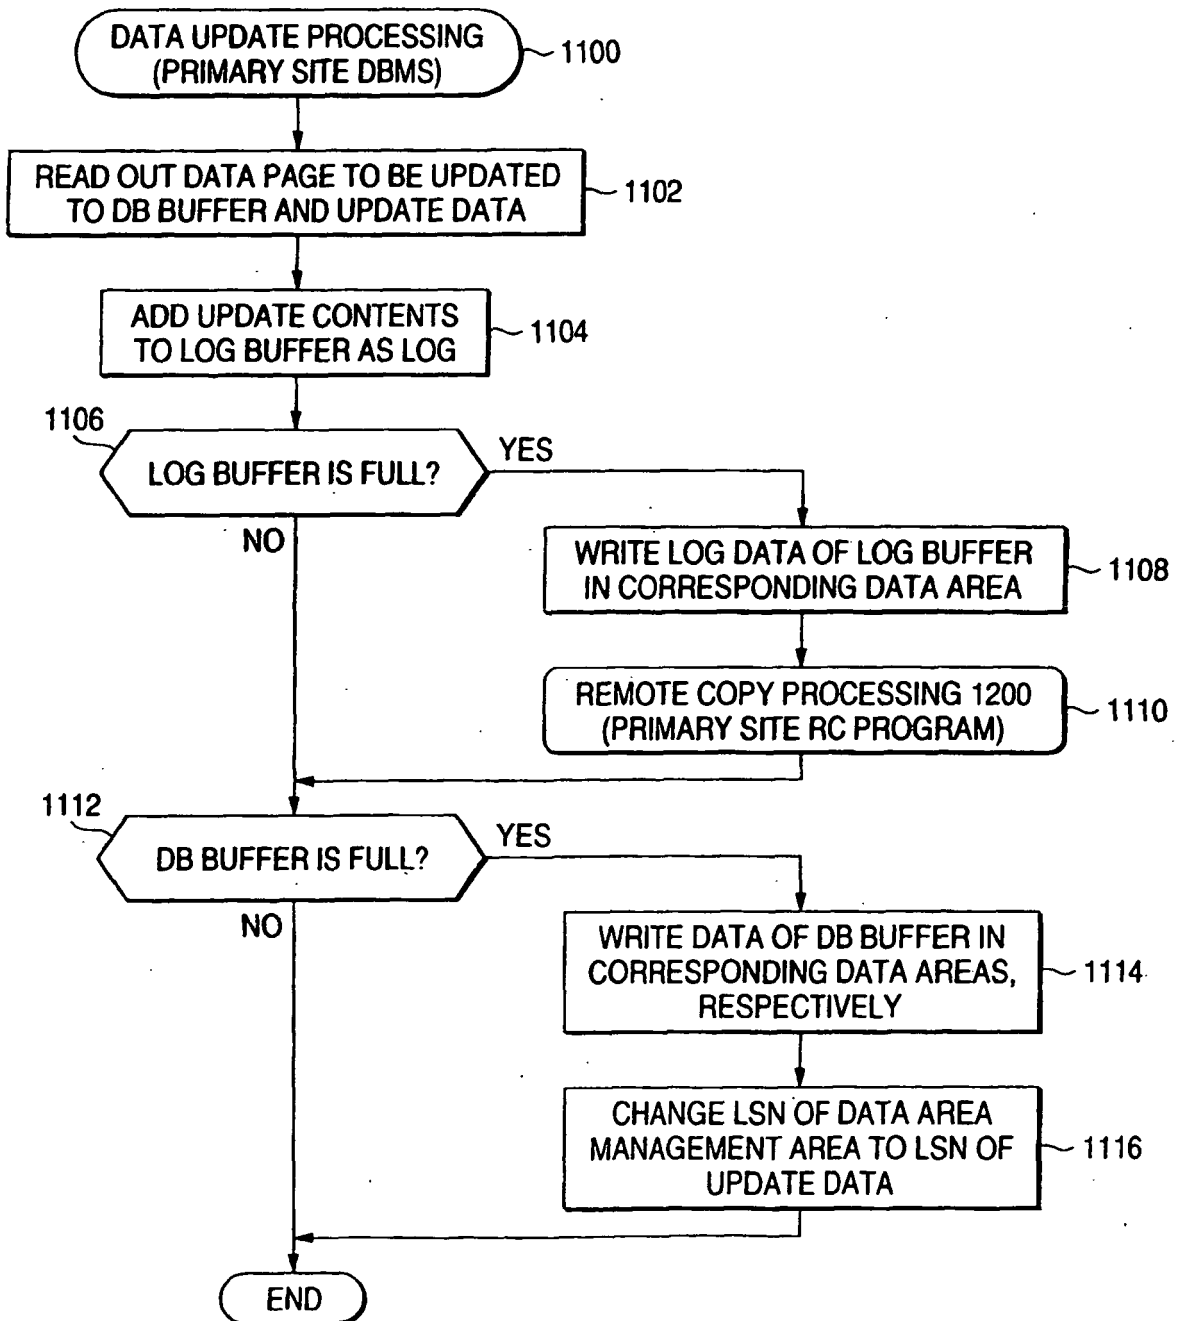 DATA UPDATE PROCESSING
(PRIMARY SITE DBMS)
1100
READ OUT DATA PAGE TO BE UPDATED
TO DB BUFFER AND UPDATE DATA
1102
ADD UPDATE CONTENTS
TO LOG BUFFER AS LOG
1104
1106
LOG BUFFER IS FULL?
YES
NO
WRITE LOG DATA OF LOG BUFFER
IN CORRESPONDING DATA AREA
1108
REMOTE COPY PROCESSING 1200
(PRIMARY SITE RC PROGRAM)
1110
1112
DB BUFFER IS FULL?
YES
NO
WRITE DATA OF DB BUFFER IN
CORRESPONDING DATA AREAS,
RESPECTIVELY
1114
CHANGE LSN OF DATA AREA
MANAGEMENT AREA TO LSN OF
UPDATE DATA
1116
END